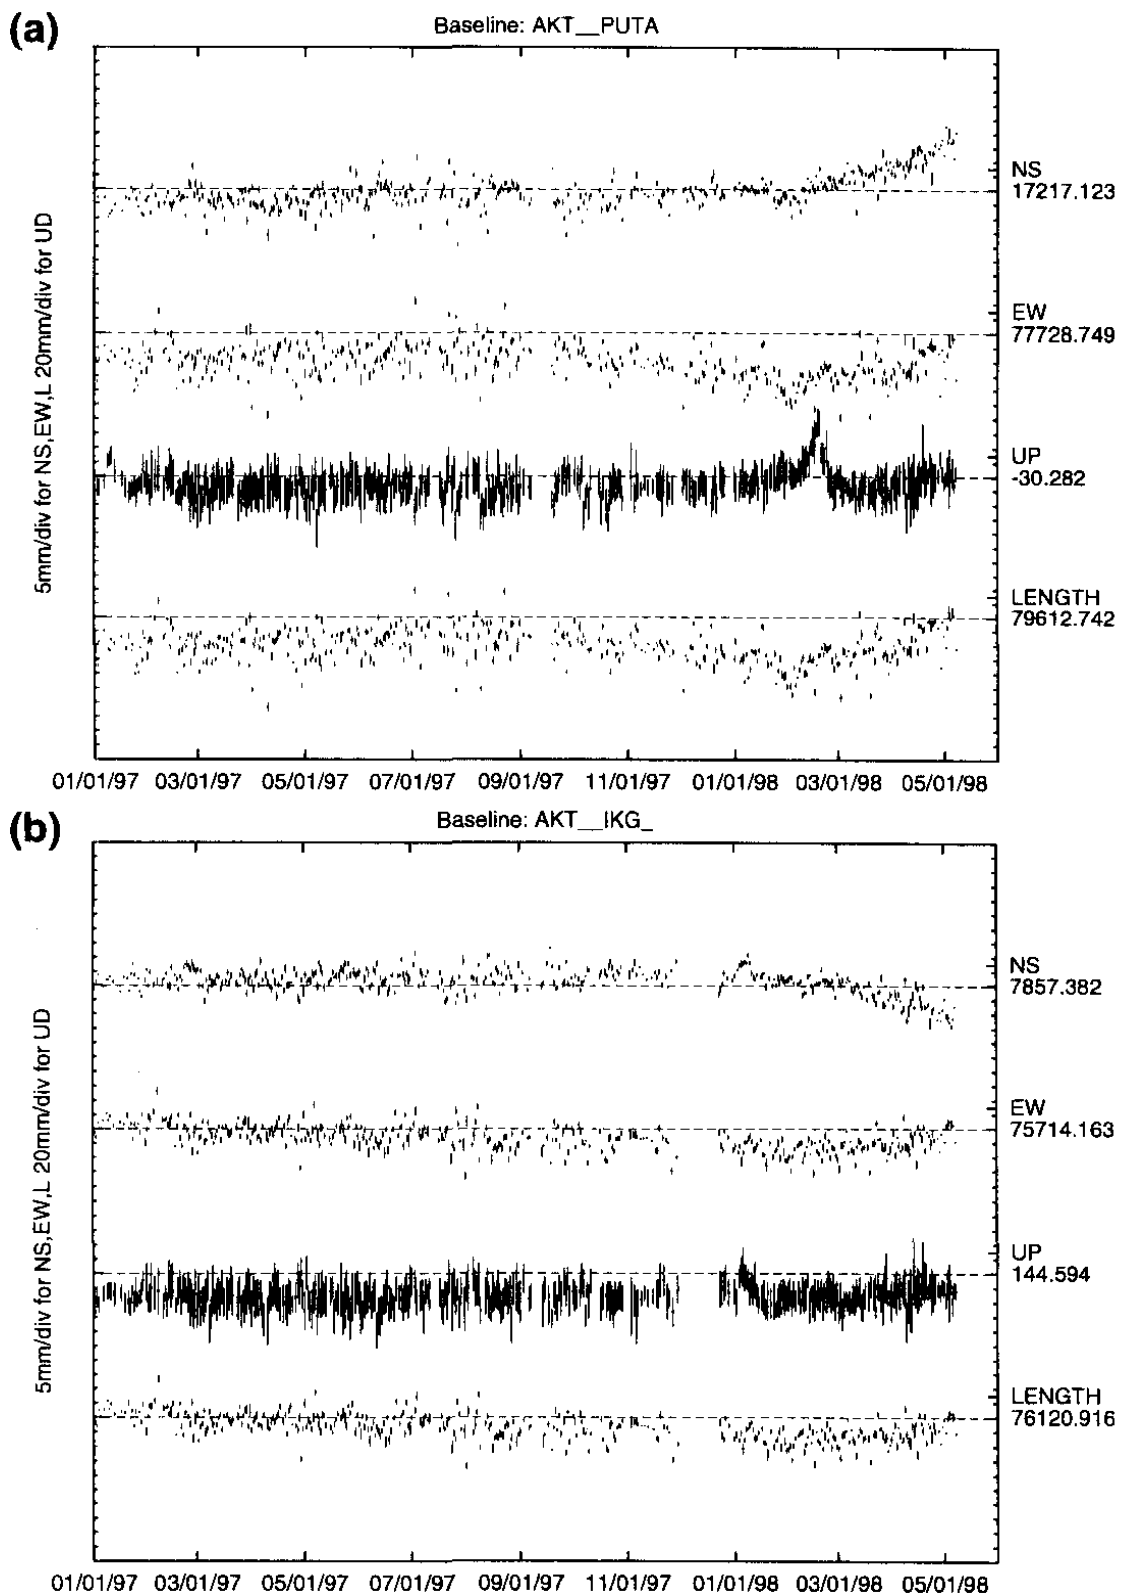 (a)
Baseline: AKT__PUTA
5mm/div for NS,EW,L 20mm/div for UD
NS
17217.123
EW
77728.749
UP
-30.282
LENGTH
79612.742
01/01/97 03/01/97 05/01/97 07/01/97 09/01/97 11/01/97 01/01/98 03/01/98 05/01/98
(b)
Baseline: AKT__IKG_
5mm/div for NS,EW,L 20mm/div for UD
NS
7857.382
EW
75714.163
UP
144.594
LENGTH
76120.916
01/01/97 03/01/97 05/01/97 07/01/97 09/01/97 11/01/97 01/01/98 03/01/98 05/01/98